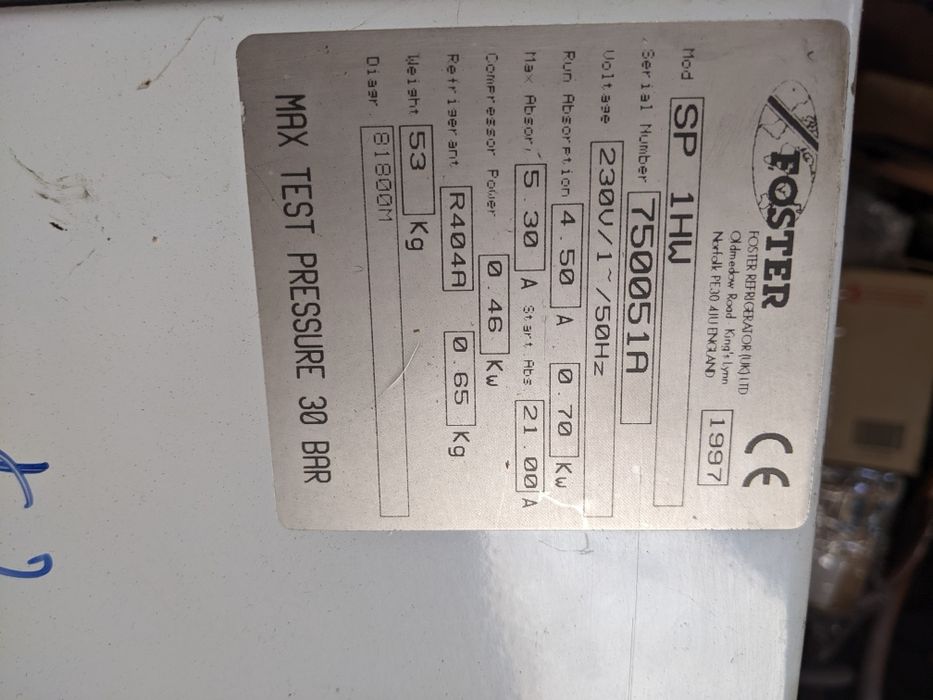 FOSTER
FOSTER REFRIGERATOR (UK) LTD
Oldmedow Road King's Lynn
Norfolk PE30 4JU ENGLAND
CE
1997
Mod SP 1HW
Serial Number 7500051A
Voltage 230V/1~/50Hz
Run Absorption 4.50 A 0.70 Kw
Max Absor. 5.30 A Start Abs 21.00 A
Compressor Power 0.46 Kw
Refrigerant R404A 0.65 Kg
Weight 53 Kg
Diagr. 81800M
MAX TEST PRESSURE 30 BAR